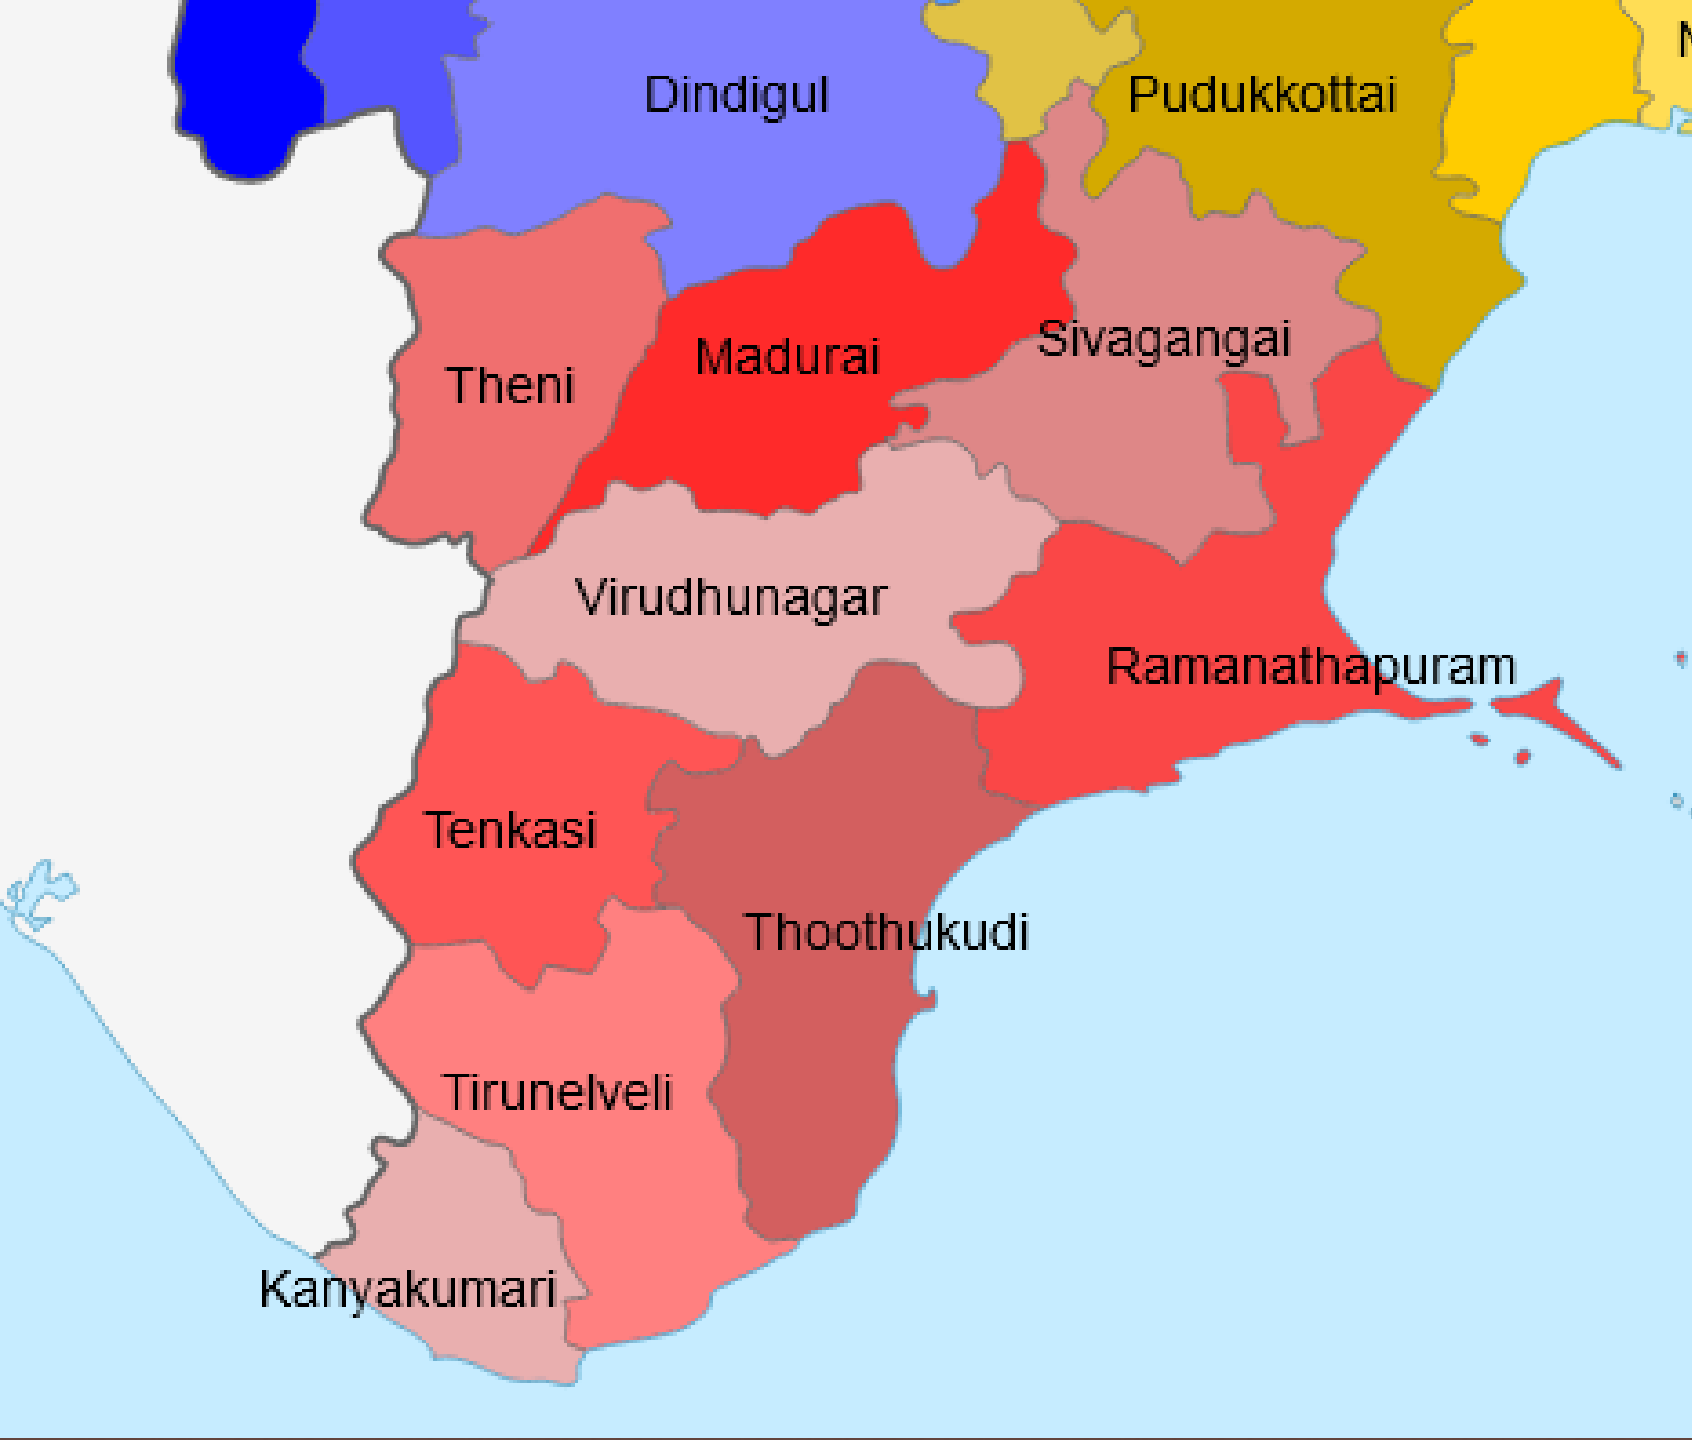 Dindigul
Pudukkottai
Sivagangai
Madurai
Theni
Virudhunagar
Ramanathapuram
Tenkasi
Thoothukudi
Tirunelveli
Kanyakumari